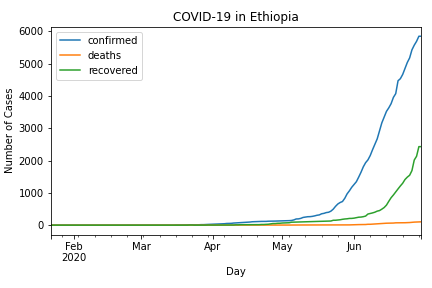 COVID-19 in Ethiopia
confirmed
deaths
recovered
Number of Cases
6000
5000
4000
3000
2000
1000
0
Feb
2020
Mar
Apr
May
Jun
Day